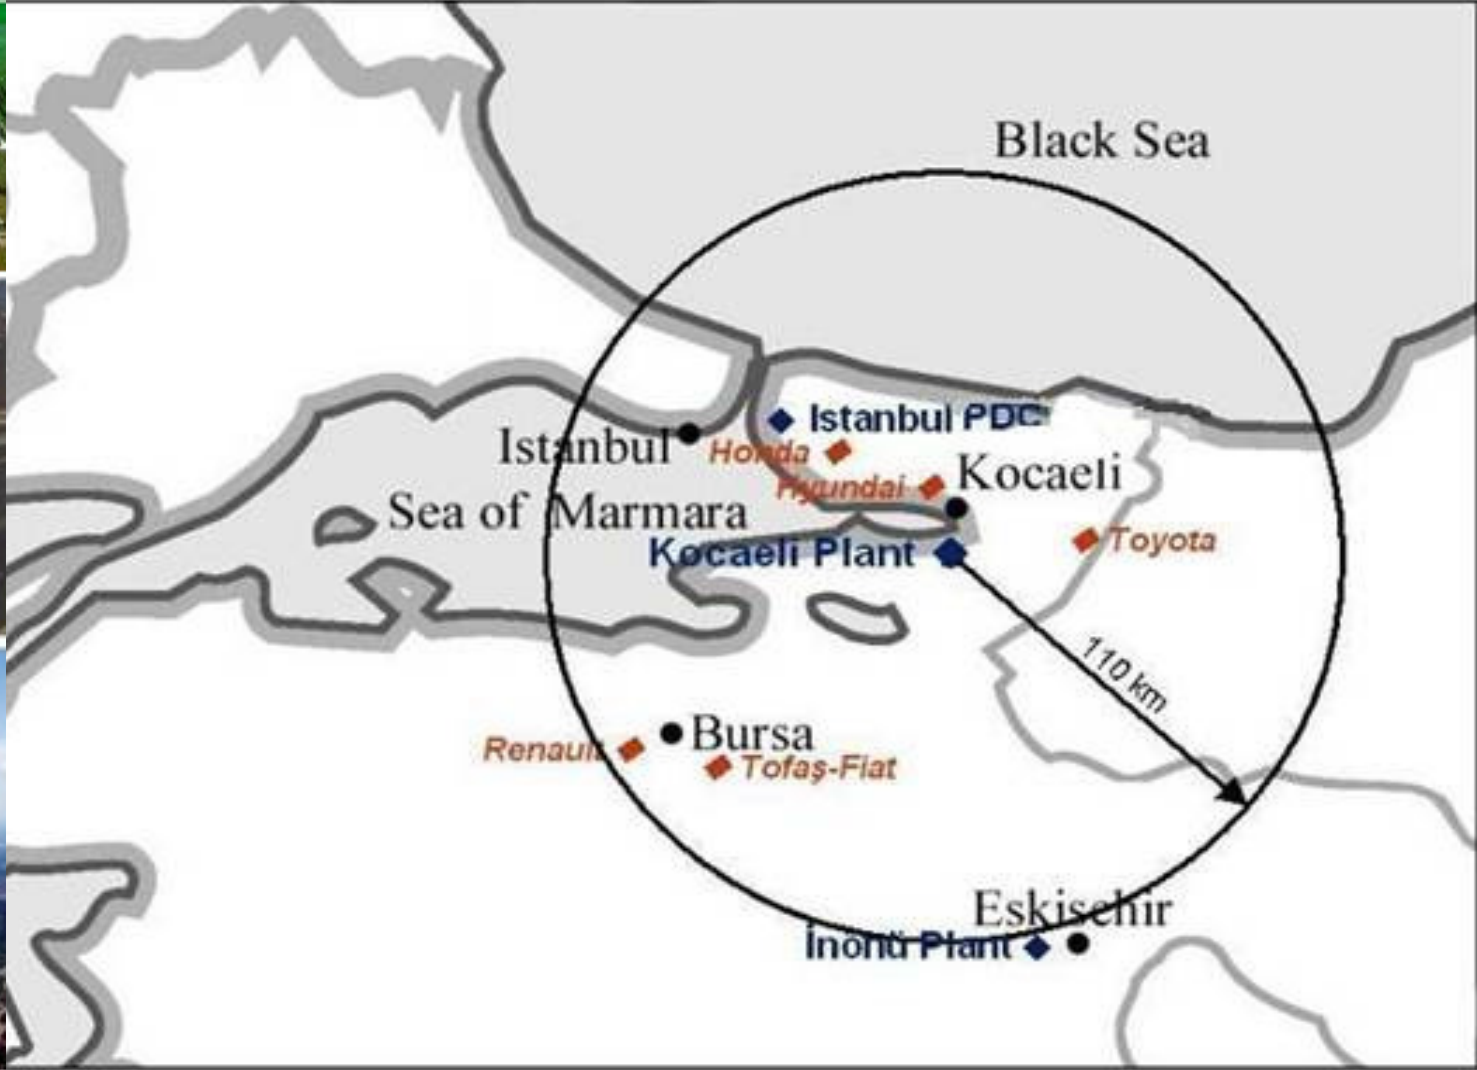 Black Sea
Istanbul PDC
Istanbul
Honda
Kocaeli
Hyundai
Sea of Marmara
Toyota
Kocaeli Plant
110 km
Bursa
Renault
Tofaş-Fiat
Eskisehir
İnönü Plant